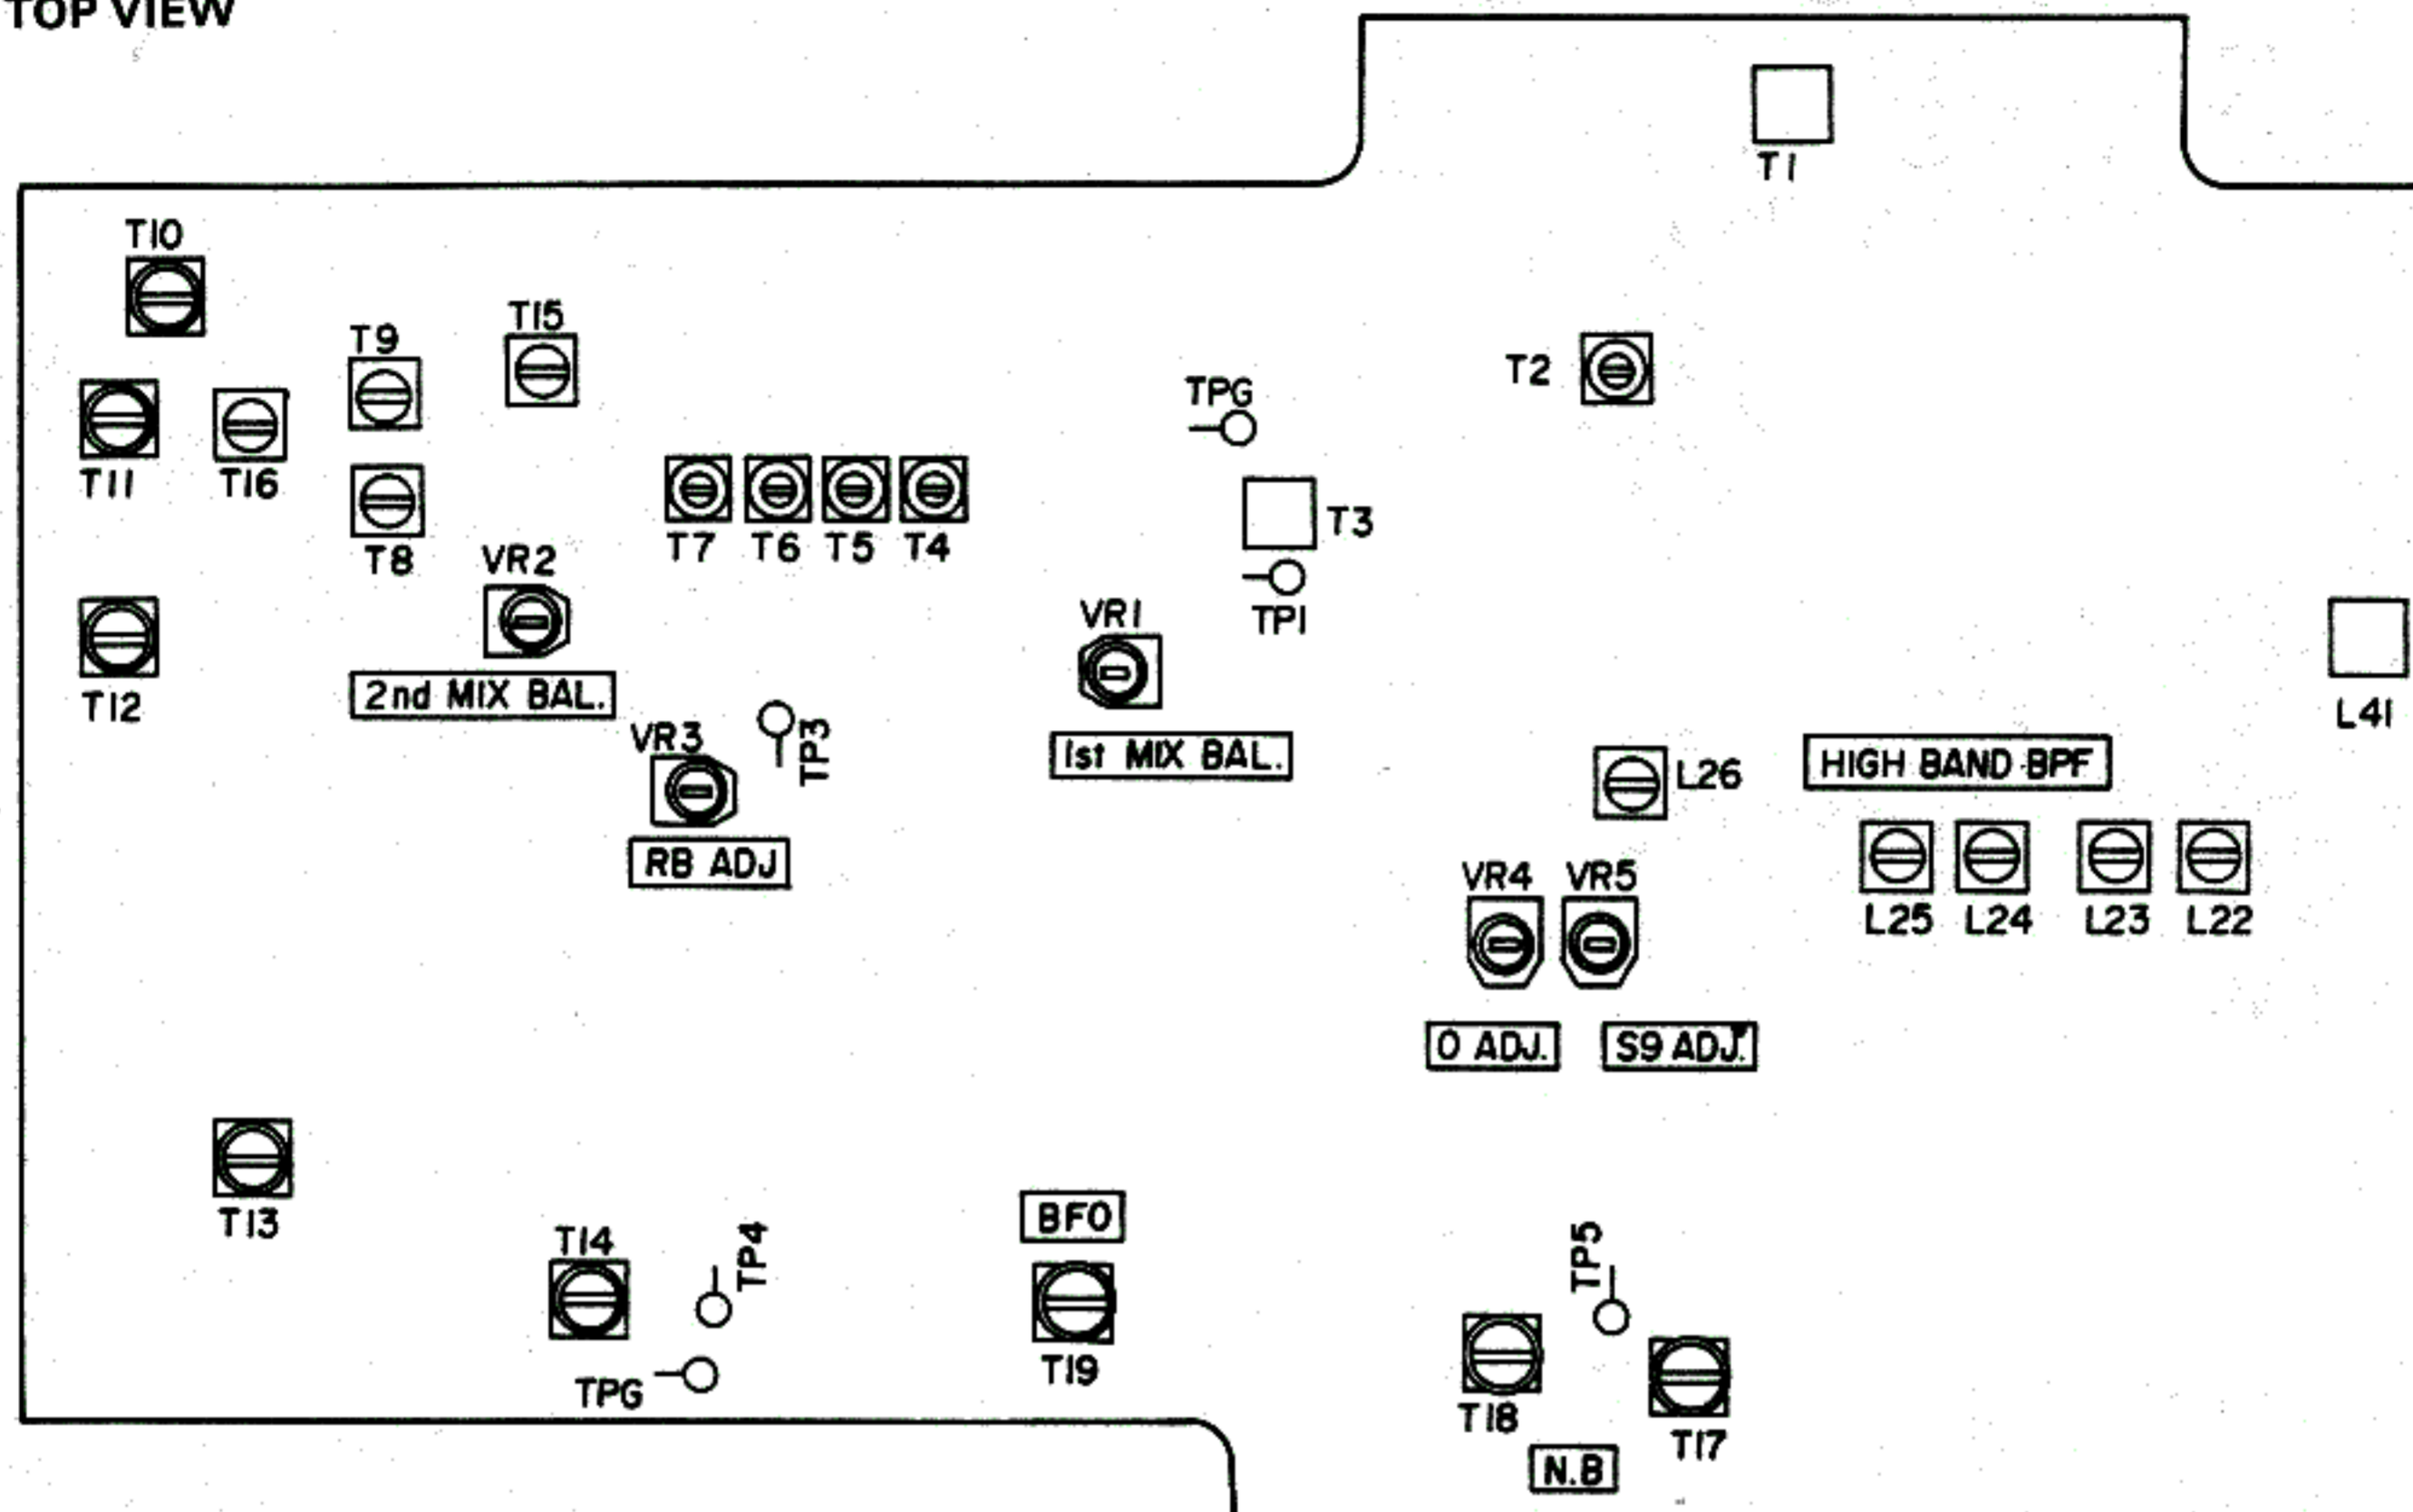 TOP VIEW
T1
T10
T15
T9
T2
TPG
T11
T16
T3
T7
T6
T5
T4
T8
VR2
TP1
VR1
T12
2nd MIX BAL.
L41
VR3
TP3
1st MIX BAL.
L26
HIGH BAND BPF
RB ADJ
VR4
VR5
L25
L24
L23
L22
0 ADJ.
S9 ADJ.
BFO
T13
T14
TP4
TP5
T19
TPG
T18
T17
N.B